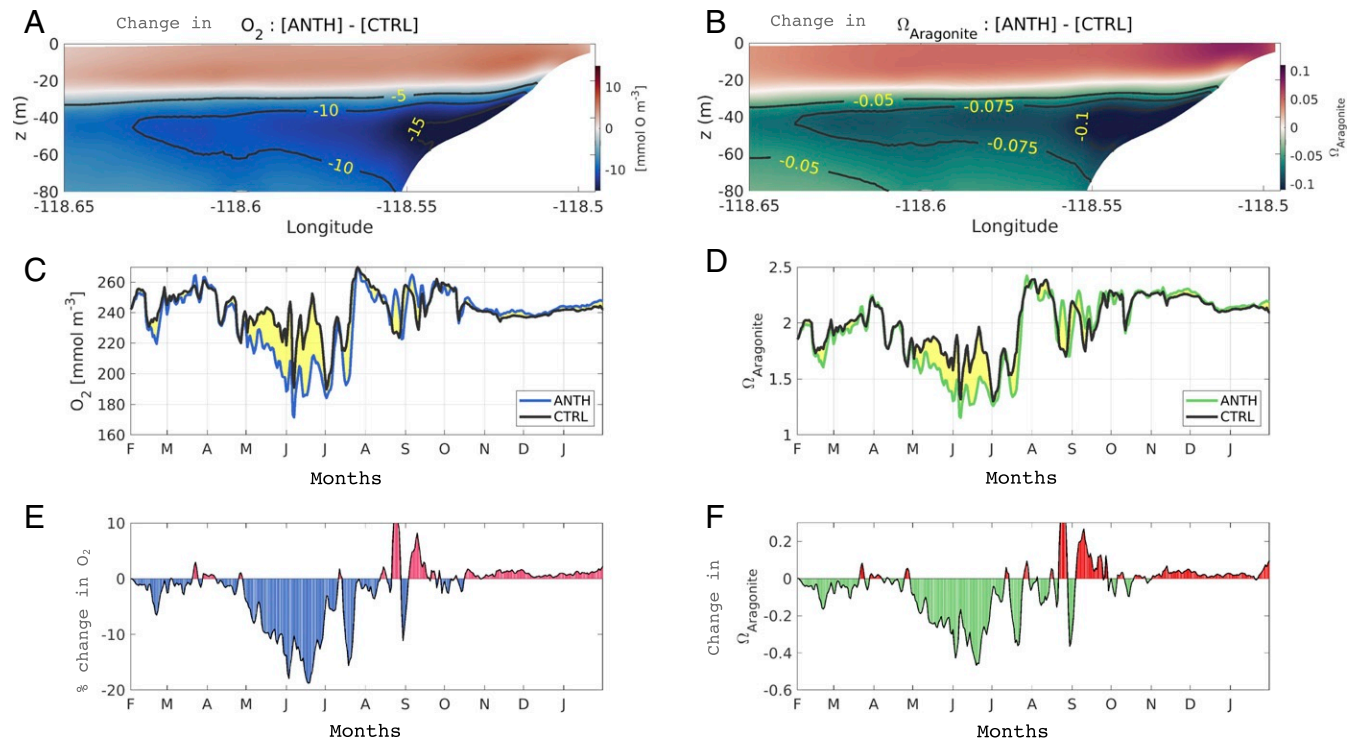 A Change in O₂ : [ANTH] - [CTRL]
0
-20
-40
-60
-80
z (m)
-5
-10
-15
-10
-118.65 -118.6 -118.55 -118.5
Longitude
10
0
-10
[mmol O m⁻³]
B Change in Ω_Aragonite : [ANTH] - [CTRL]
0
-20
-40
-60
-80
z (m)
-0.05
-0.075
-0.1
-0.075
-0.05
-118.65 -118.6 -118.55 -118.5
Longitude
0.1
0.05
0
-0.05
-0.1
Ω_Aragonite
C
260
240
220
200
180
160
O₂ [mmol m⁻³]
ANTH
CTRL
F M A M J J A S O N D J
Months
D
2.5
2
1.5
1
Ω_Aragonite
ANTH
CTRL
F M A M J J A S O N D J
Months
E
10
0
-10
-20
% change in O₂
F M A M J J A S O N D J
Months
F
0.2
0
-0.2
-0.4
-0.6
Change in
Ω_Aragonite
F M A M J J A S O N D J
Months